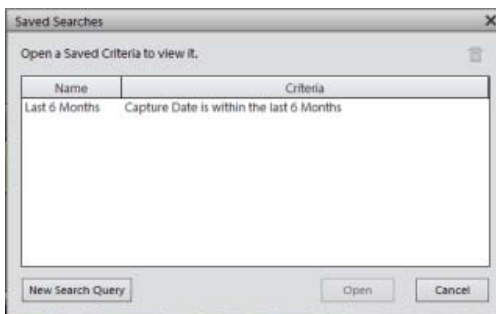 Saved Searches
Open a Saved Criteria to view it.
Name Criteria
Last 6 Months Capture Date is within the last 6 Months
New Search Query Open Cancel